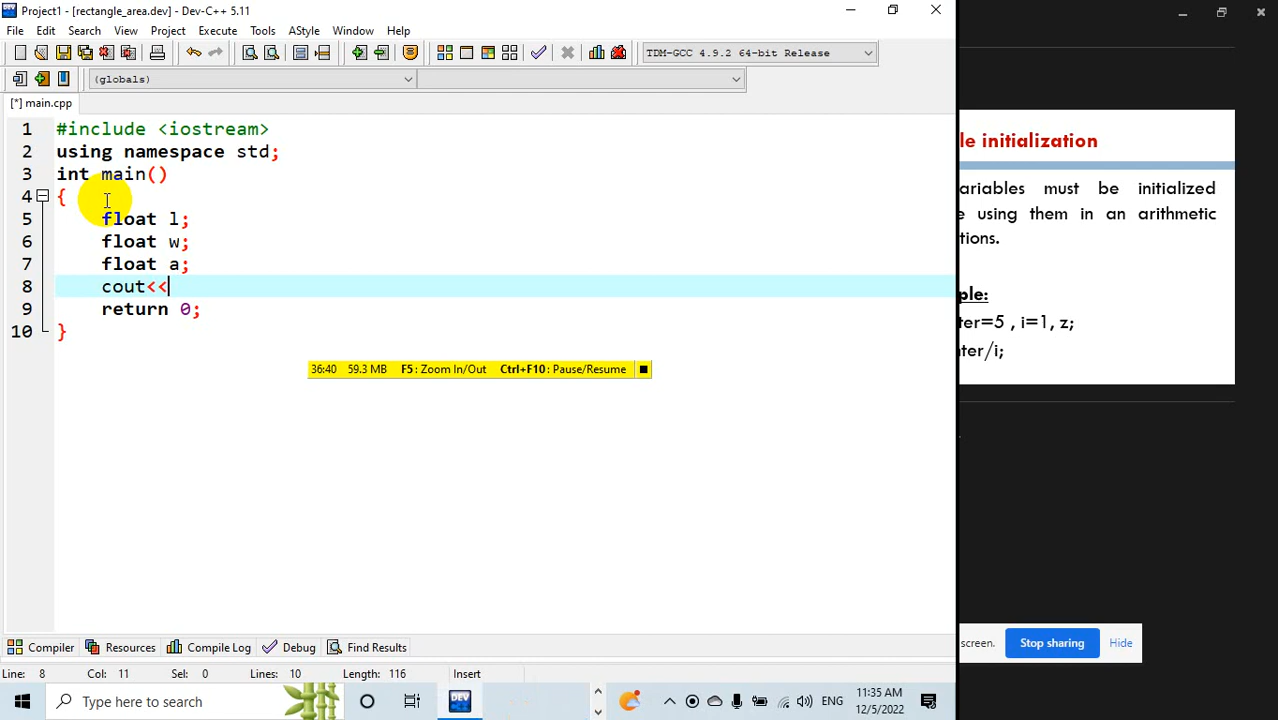 Project1 - [rectangle_area.dev] - Dev-C++ 5.11
File Edit Search View Project Execute Tools AStyle Window Help
TDM-GCC 4.9.2 64-bit Release
(globals)
[*] main.cpp
1 #include <iostream>
2 using namespace std;
3 int main()
4 {
5 float l;
6 float w;
7 float a;
8 cout<<
9 return 0;
10 }
36:40 59.3 MB F5: Zoom In/Out Ctrl+F10: Pause/Resume
le initialization
ariables must be initialized
e using them in an arithmetic
tions.
ple:
ter=5 , i=1, z;
nter/i;
screen. Stop sharing Hide
Compiler Resources Compile Log Debug Find Results
Line: 8 Col: 11 Sel: 0 Lines: 10 Length: 116 Insert
Type here to search
DEV
ENG
11:35 AM
12/5/2022